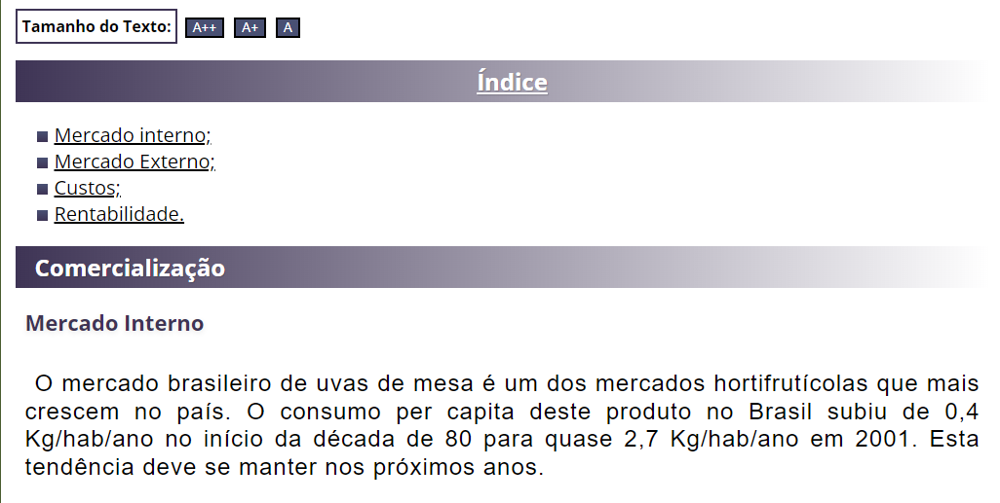 Tamanho do Texto: A++ A+ A
Índice
Mercado interno;
Mercado Externo;
Custos;
Rentabilidade.
Comercialização
Mercado Interno
O mercado brasileiro de uvas de mesa é um dos mercados hortifrutícolas que mais
crescem no país. O consumo per capita deste produto no Brasil subiu de 0,4
Kg/hab/ano no início da década de 80 para quase 2,7 Kg/hab/ano em 2001. Esta
tendência deve se manter nos próximos anos.